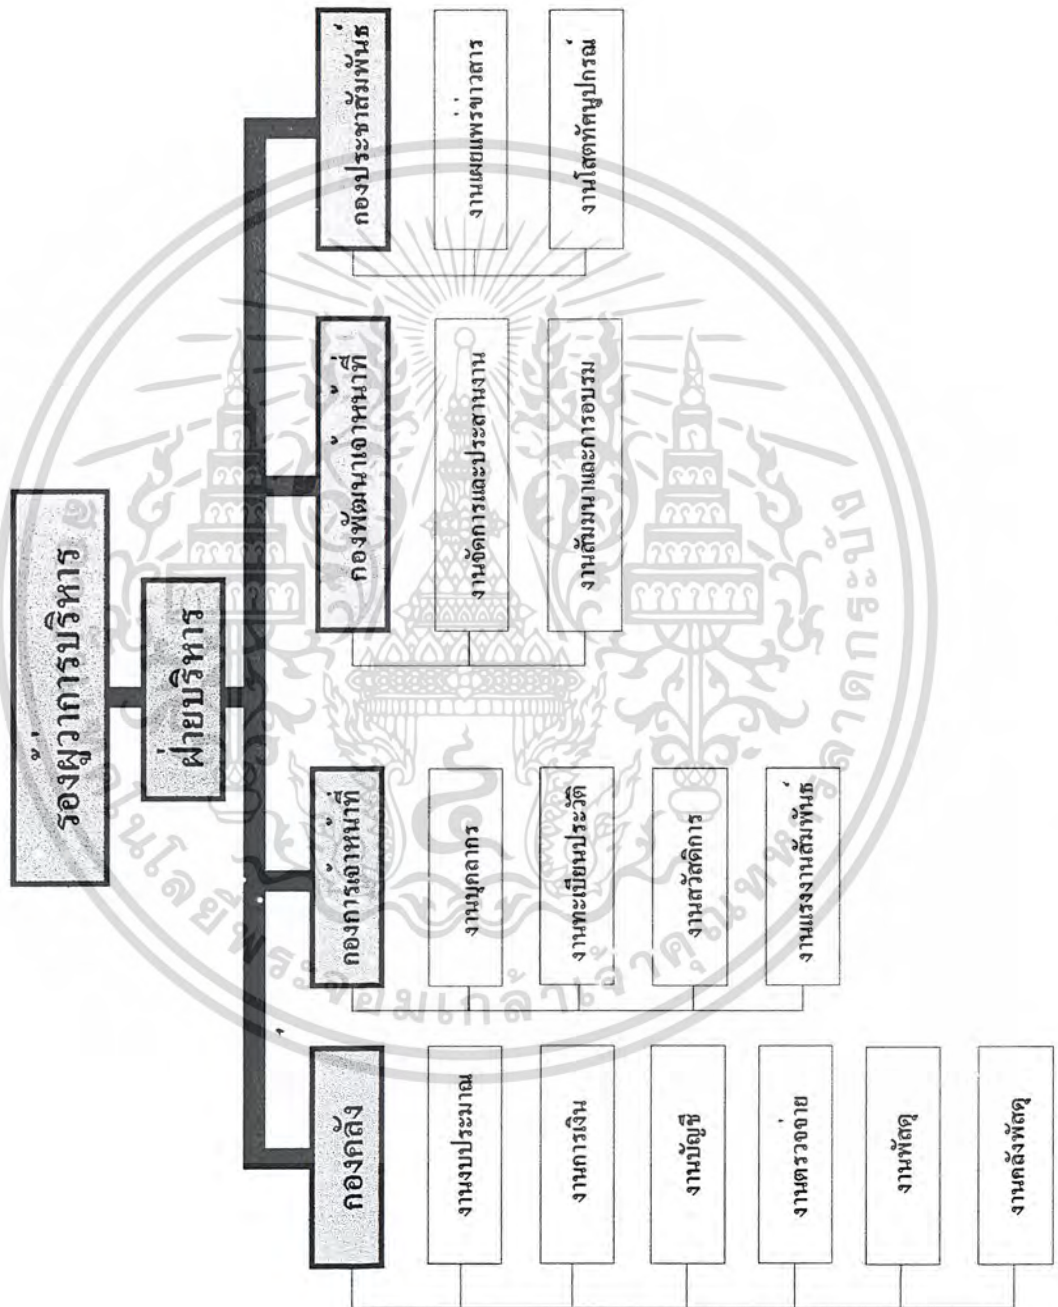 รองผู้ว่าการบริหาร
ฝ่ายบริหาร
กองคลัง
งานงบประมาณ
งานการเงิน
งานบัญชี
งานตรวจจ่าย
งานพัสดุ
งานคลังพัสดุ
กองการเจ้าหน้าที่
งานบุคลากร
งานทะเบียนประวัติ
งานสวัสดิการ
งานแรงงานสัมพันธ์
กองพัฒนาเจ้าหน้าที่
งานจัดการและประสานงาน
งานสัมมนาและการอบรม
กองประชาสัมพันธ์
งานเผยแพร่ข่าวสาร
งานโสตทัศนูปกรณ์